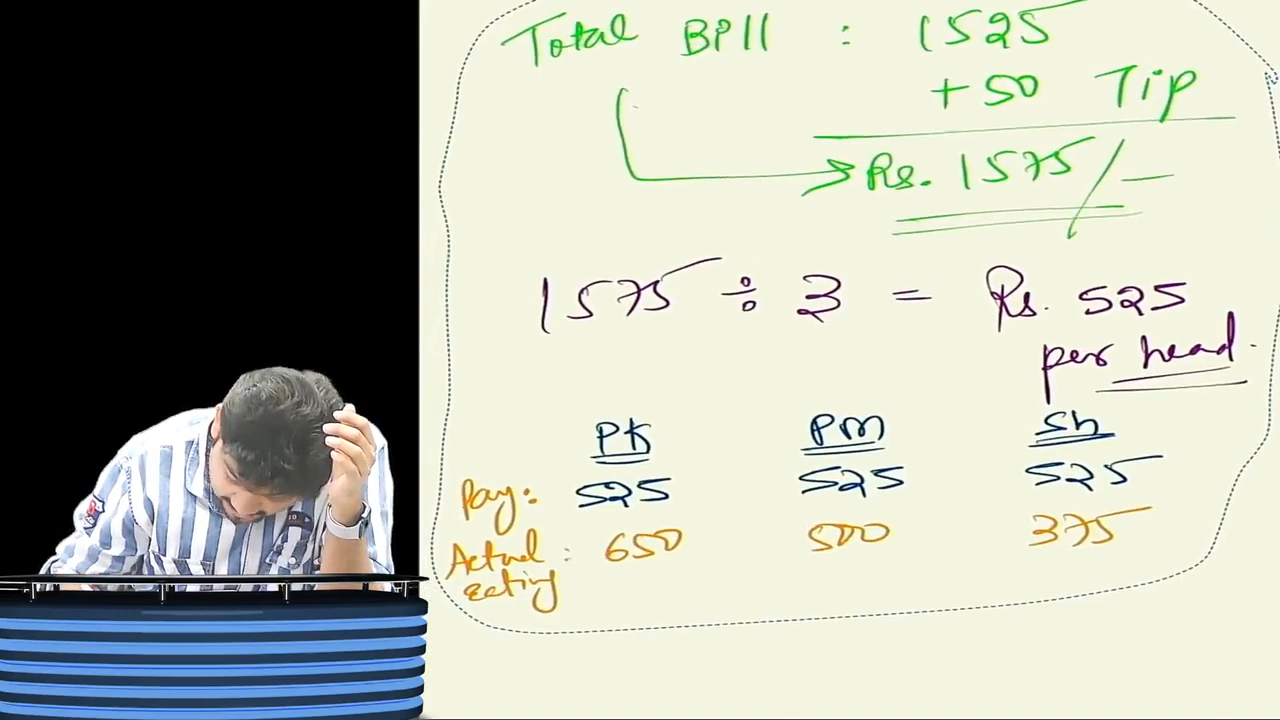 Total Bill : 1525
+ 50 Tip
Rs. 1575/-
1575 ÷ 3 = Rs. 525
per head.
PK PM Sh
Pay: 525 525 525
Actual : 650 500 375
eating